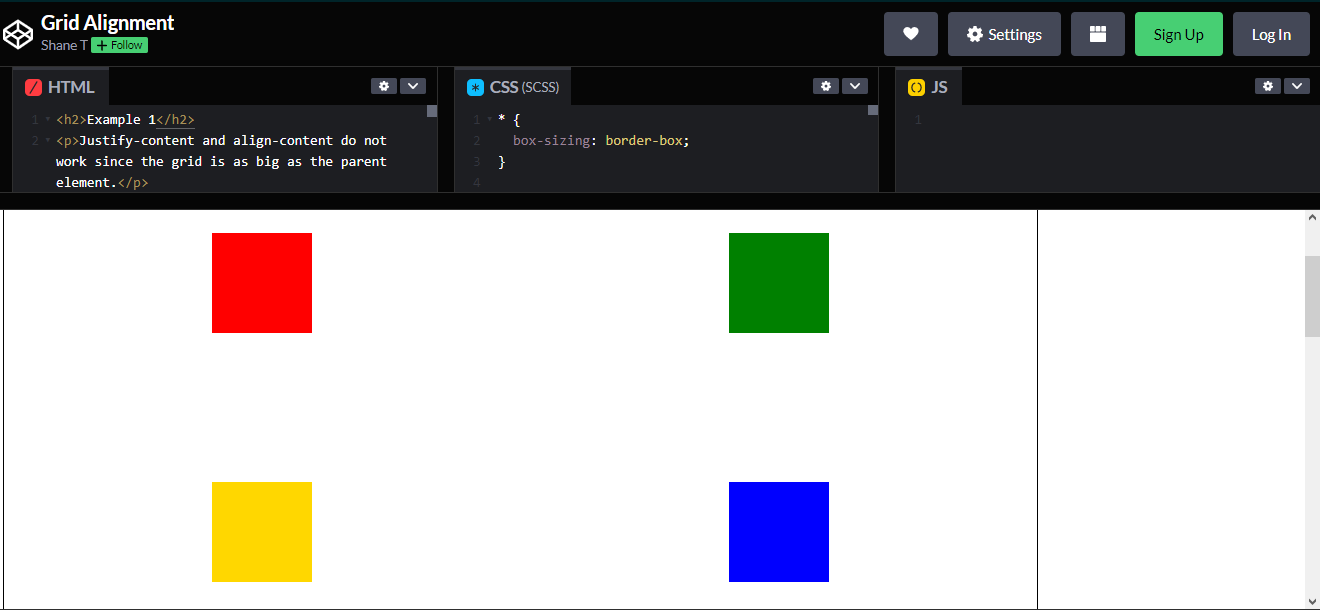 Grid Alignment
Shane T + Follow
Settings
Sign Up
Log In
/ HTML
* CSS (SCSS)
() JS
1 <h2>Example 1</h2>
2 <p>Justify-content and align-content do not
work since the grid is as big as the parent
element.</p>
1 * {
2 box-sizing: border-box;
3 }
4
1